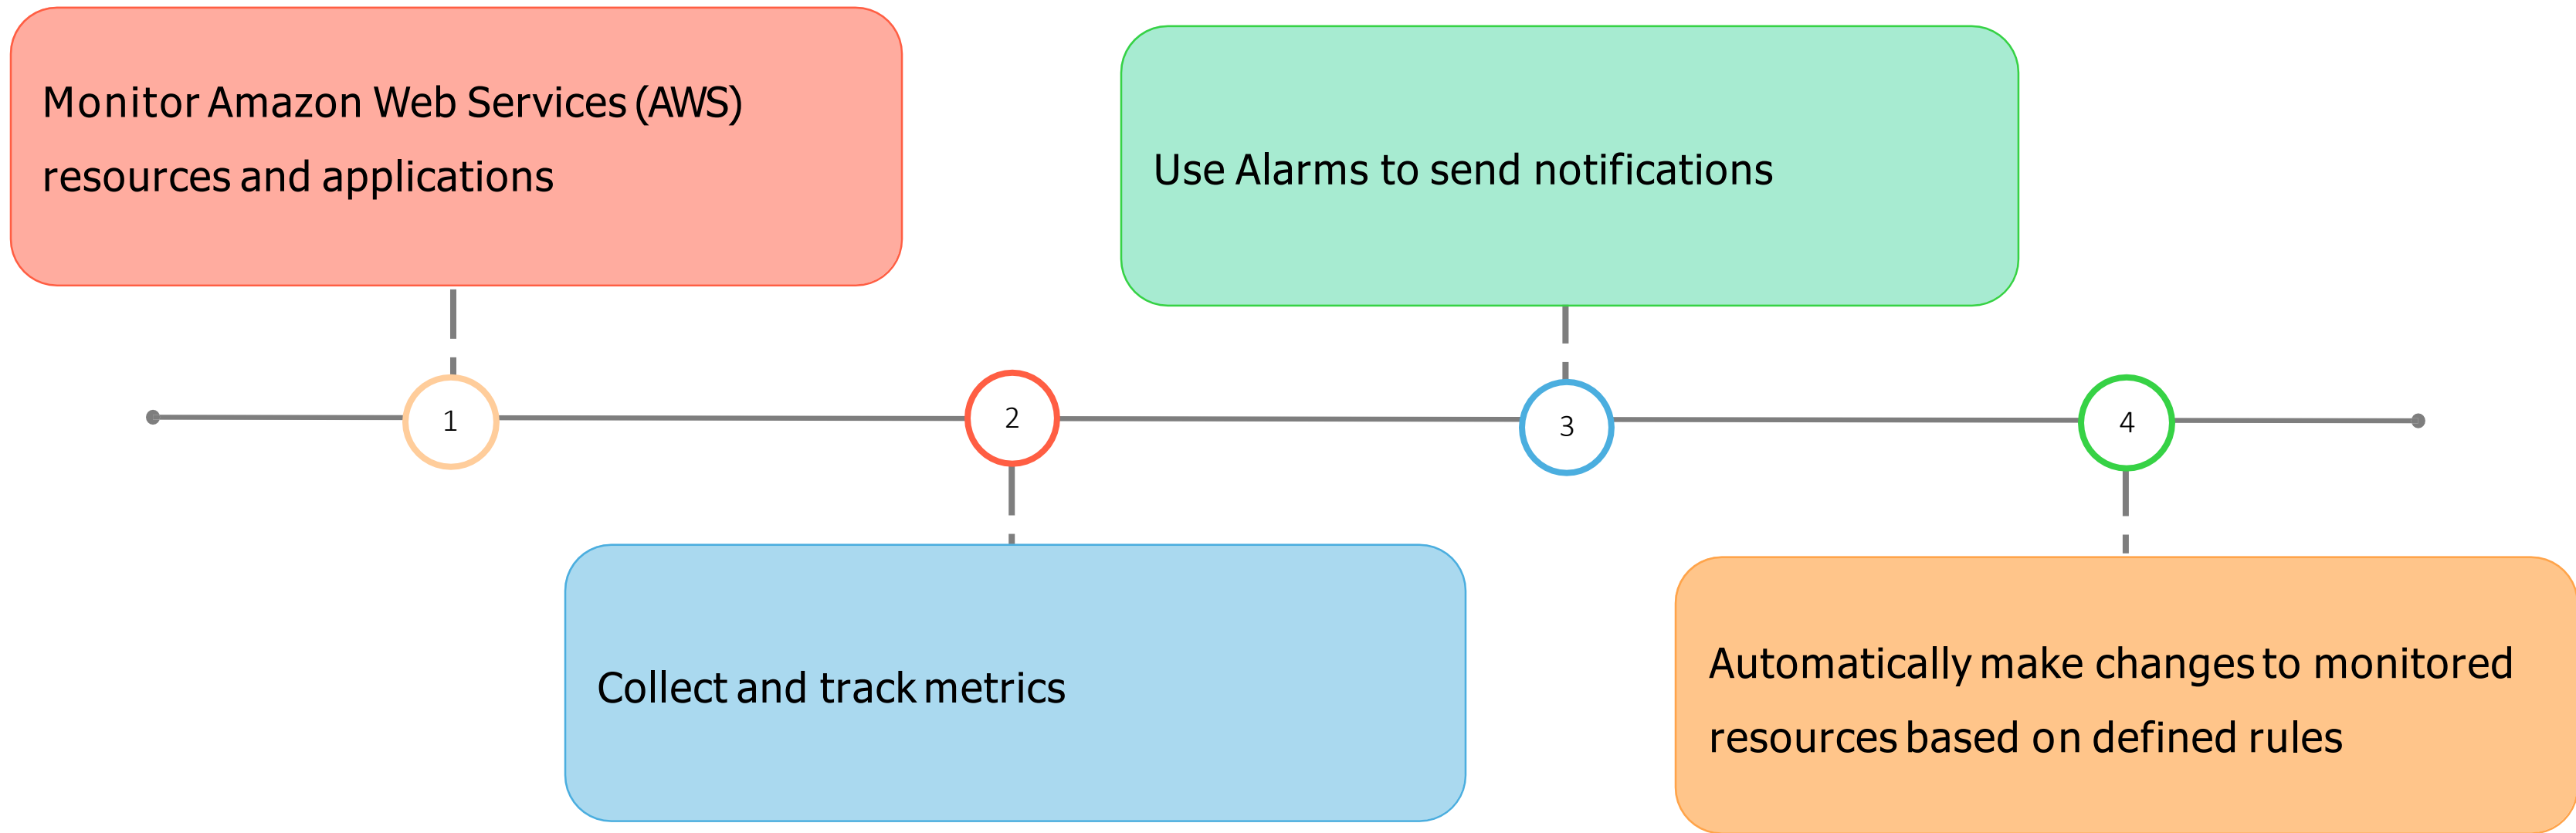 Monitor Amazon Web Services (AWS)
resources and applications
Use Alarms to send notifications
1
2
3
4
Collect and track metrics
Automatically make changes to monitored
resources based on defined rules